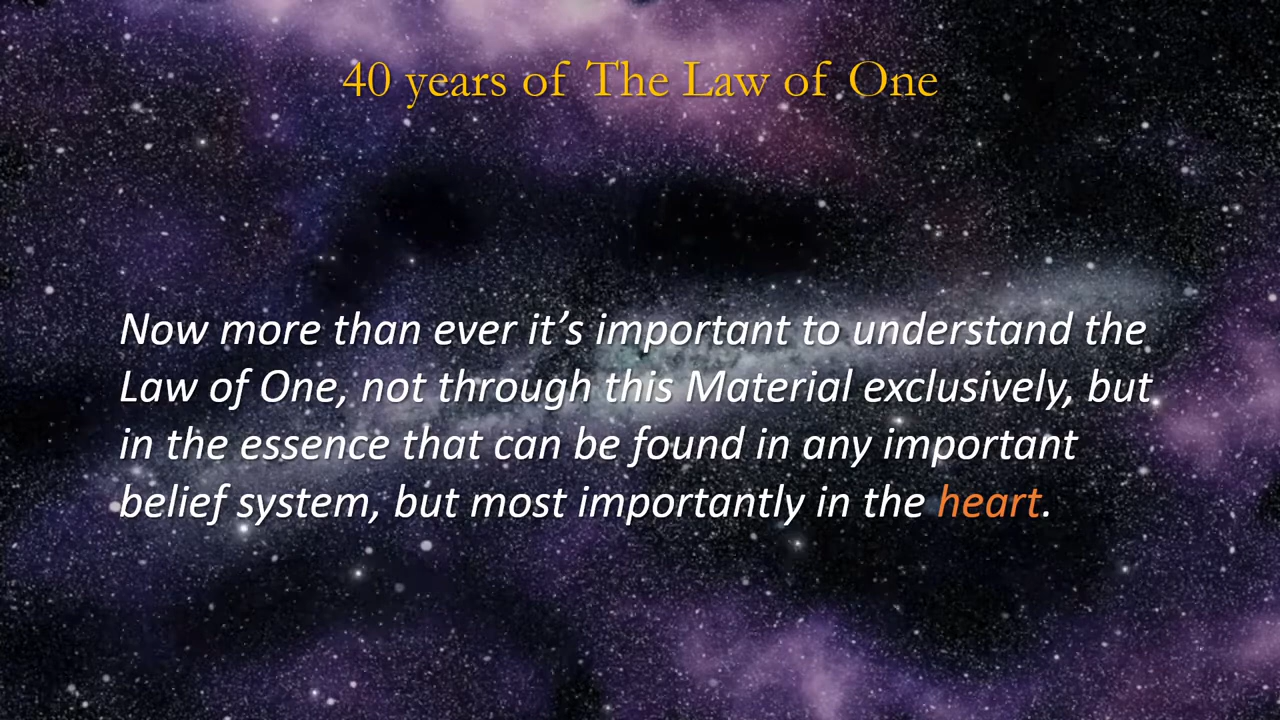 40 years of The Law of One
Now more than ever it’s important to understand the
Law of One, not through this Material exclusively, but
in the essence that can be found in any important
belief system, but most importantly in the heart.